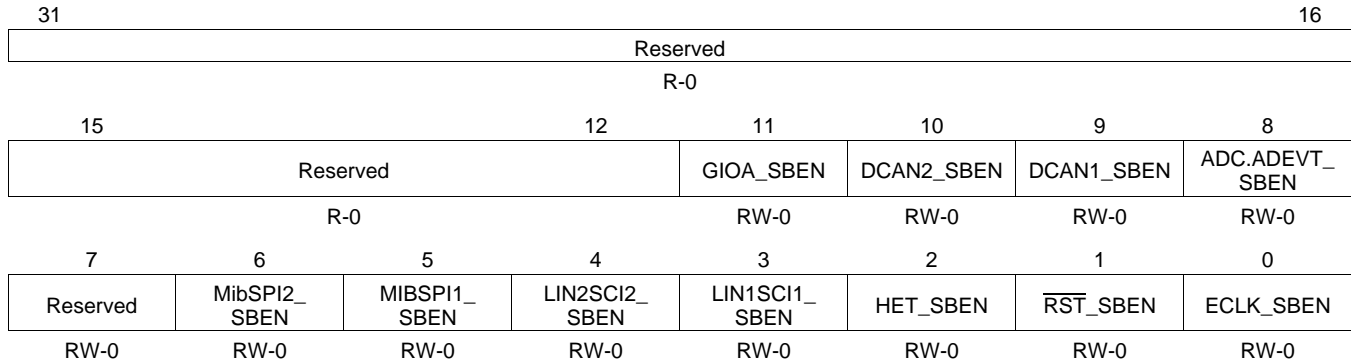 31 16
Reserved
R-0
15 12 11 10 9 8
Reserved GIOA_SBEN DCAN2_SBEN DCAN1_SBEN ADC.ADEVT_
SBEN
R-0 RW-0 RW-0 RW-0 RW-0
7 6 5 4 3 2 1 0
Reserved MibSPI2_ MIBSPI1_ LIN2SCI2_ LIN1SCI1_ HET_SBEN R̅S̅T̅_SBEN ECLK_SBEN
SBEN SBEN SBEN SBEN
RW-0 RW-0 RW-0 RW-0 RW-0 RW-0 RW-0 RW-0